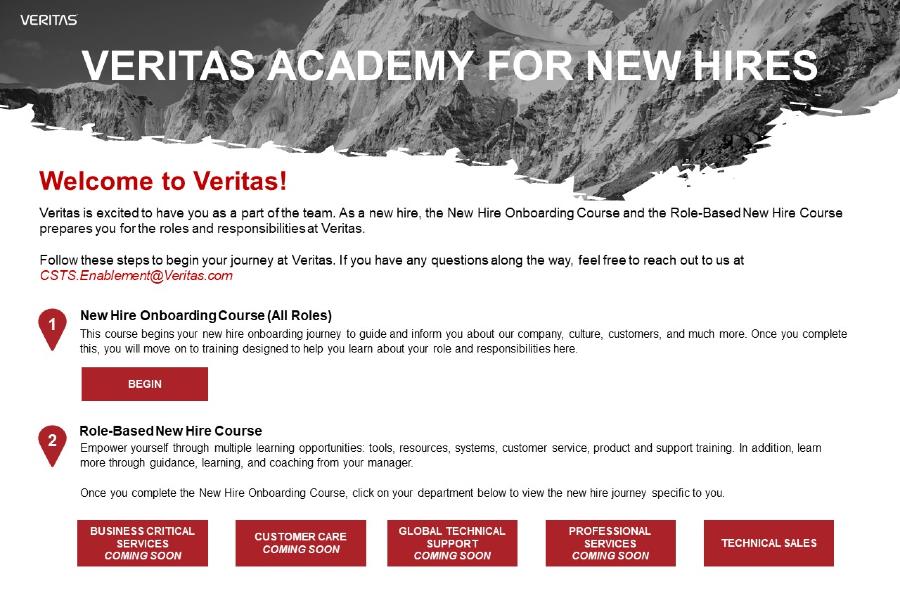 VERITAS
VERITAS ACADEMY FOR NEW HIRES
Welcome to Veritas!
Veritas is excited to have you as a part of the team. As a new hire, the New Hire Onboarding Course and the Role-Based New Hire Course
prepares you for the roles and responsibilities at Veritas.
Follow these steps to begin your journey at Veritas. If you have any questions along the way, feel free to reach out to us at
CSTS.Enablement@Veritas.com
1
New Hire Onboarding Course (All Roles)
This course begins your new hire onboarding journey to guide and inform you about our company, culture, customers, and much more. Once you complete
this, you will move on to training designed to help you learn about your role and responsibilities here.
BEGIN
2
Role-Based New Hire Course
Empower yourself through multiple learning opportunities: tools, resources, systems, customer service, product and support training. In addition, learn
more through guidance, learning, and coaching from your manager.
Once you complete the New Hire Onboarding Course, click on your department below to view the new hire journey specific to you.
BUSINESS CRITICAL
SERVICES
COMING SOON
CUSTOMER CARE
COMING SOON
GLOBAL TECHNICAL
SUPPORT
COMING SOON
PROFESSIONAL
SERVICES
COMING SOON
TECHNICAL SALES